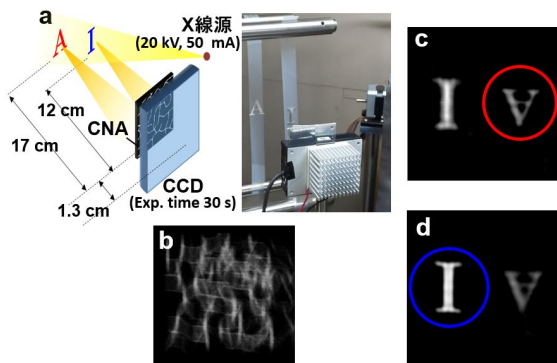 a
A I
X線源
(20 kV, 50 mA)
12 cm
17 cm
CNA
1.3 cm
CCD
(Exp. time 30 s)
A I
b
c
I A
d
I A